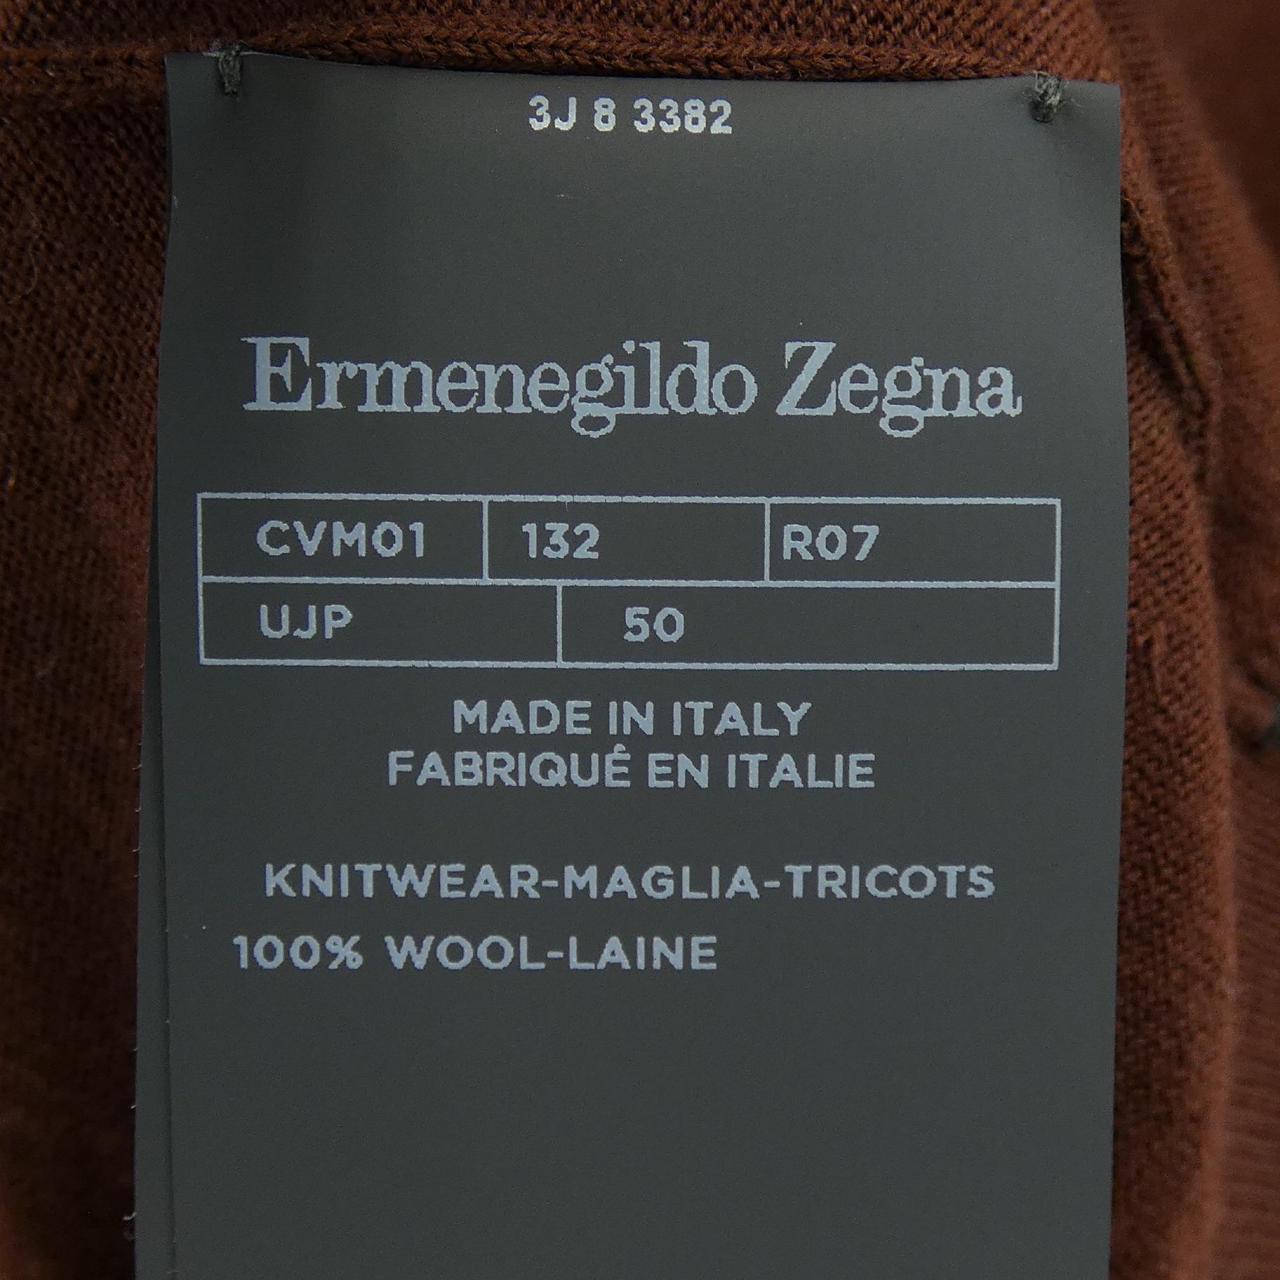 3J 8 3382
Ermenegildo Zegna
CVM01 132 R07
UJP 50
MADE IN ITALY
FABRIQUÉ EN ITALIE
KNITWEAR-MAGLIA-TRICOTS
100% WOOL-LAINE